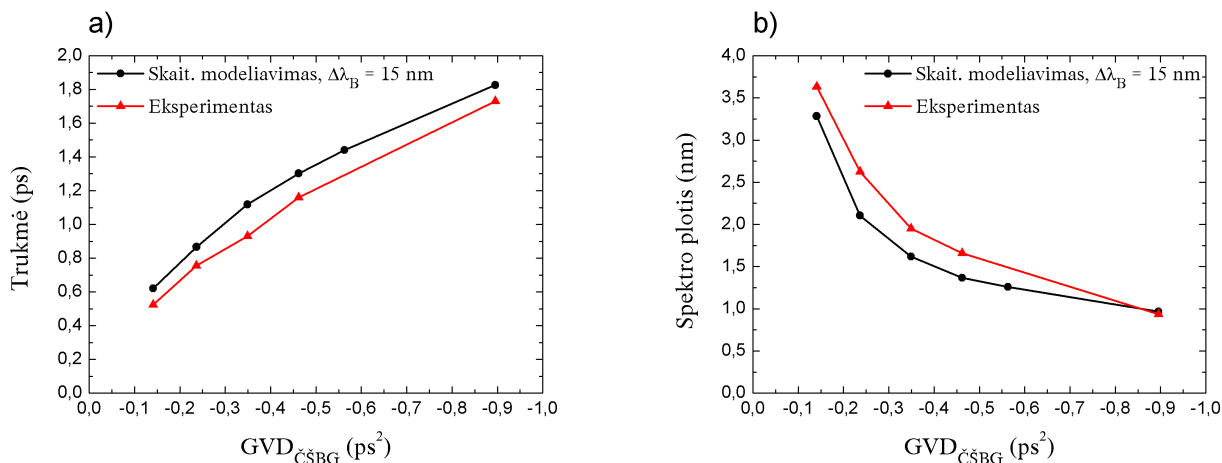 a)
2,0
1,8
1,6
1,4
1,2
1,0
0,8
0,6
0,4
0,2
0,0
Trukmė (ps)
Skait. modeliavimas, Δλ_B = 15 nm
Eksperimentas
0,0 -0,1 -0,2 -0,3 -0,4 -0,5 -0,6 -0,7 -0,8 -0,9 -1,0
GVD_ČŠBG (ps²)
b)
4,0
3,5
3,0
2,5
2,0
1,5
1,0
0,5
0,0
Spektro plotis (nm)
Skait. modeliavimas, Δλ_B = 15 nm
Eksperimentas
0,0 -0,1 -0,2 -0,3 -0,4 -0,5 -0,6 -0,7 -0,8 -0,9 -1,0
GVD_ČŠBG (ps²)